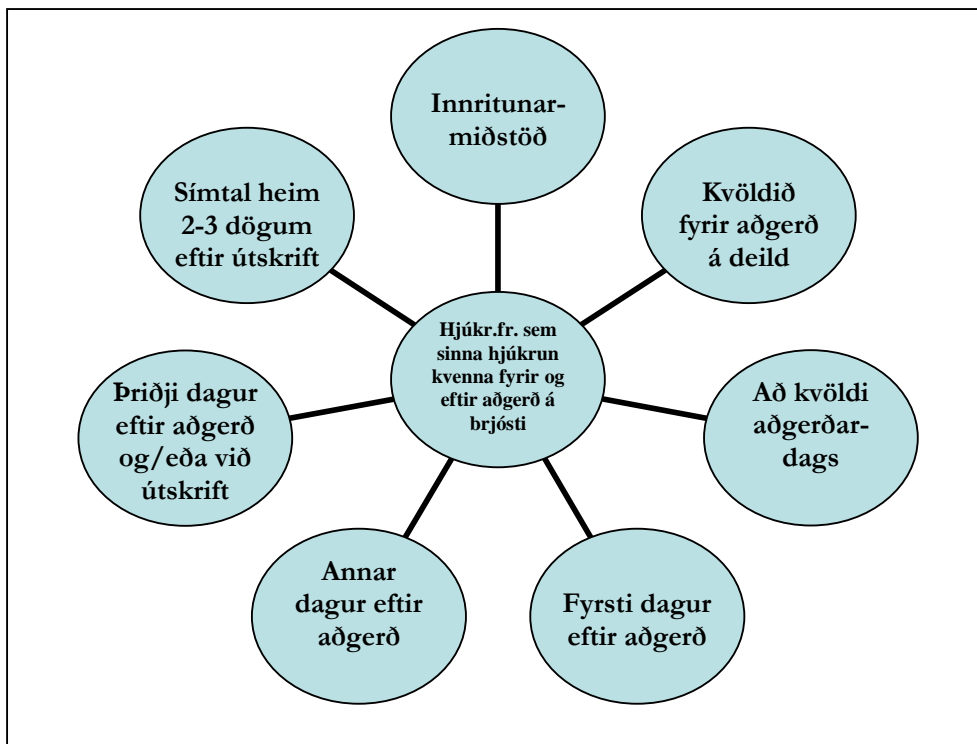 Innritunar-
miðstöð
Kvöldið
fyrir aðgerð
á deild
Að kvöldi
aðgerðar-
dags
Fyrsti dagur
eftir aðgerð
Annar
dagur eftir
aðgerð
Þriðji dagur
eftir aðgerð
og/eða við
útskrift
Símtal heim
2-3 dögum
eftir útskrift
Hjúkr.fr. sem
sinna hjúkrun
kvenna fyrir og
eftir aðgerð á
brjósti